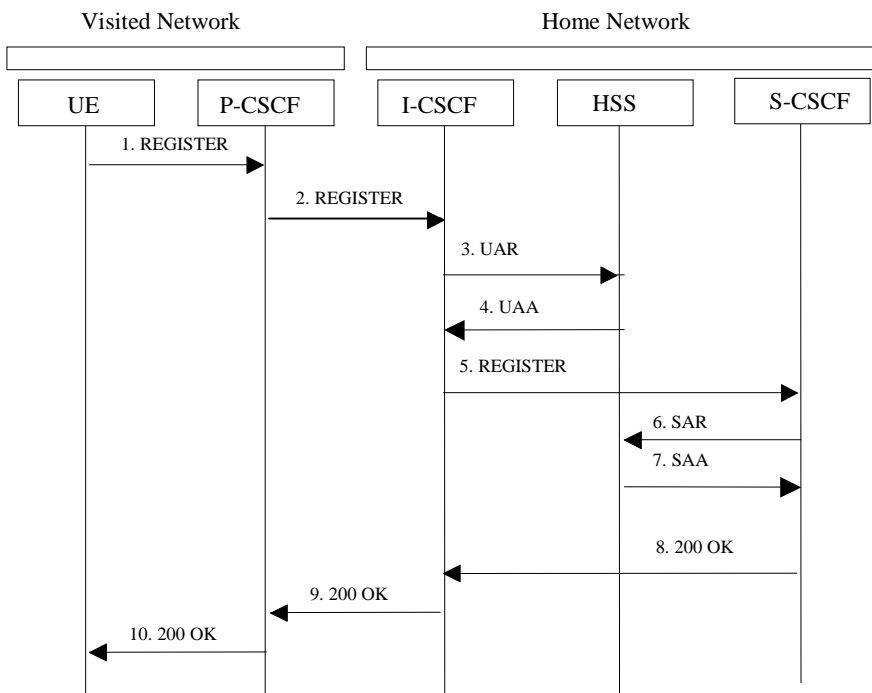 Visited Network
Home Network
UE
P-CSCF
I-CSCF
HSS
S-CSCF
1. REGISTER
2. REGISTER
3. UAR
4. UAA
5. REGISTER
6. SAR
7. SAA
8. 200 OK
9. 200 OK
10. 200 OK